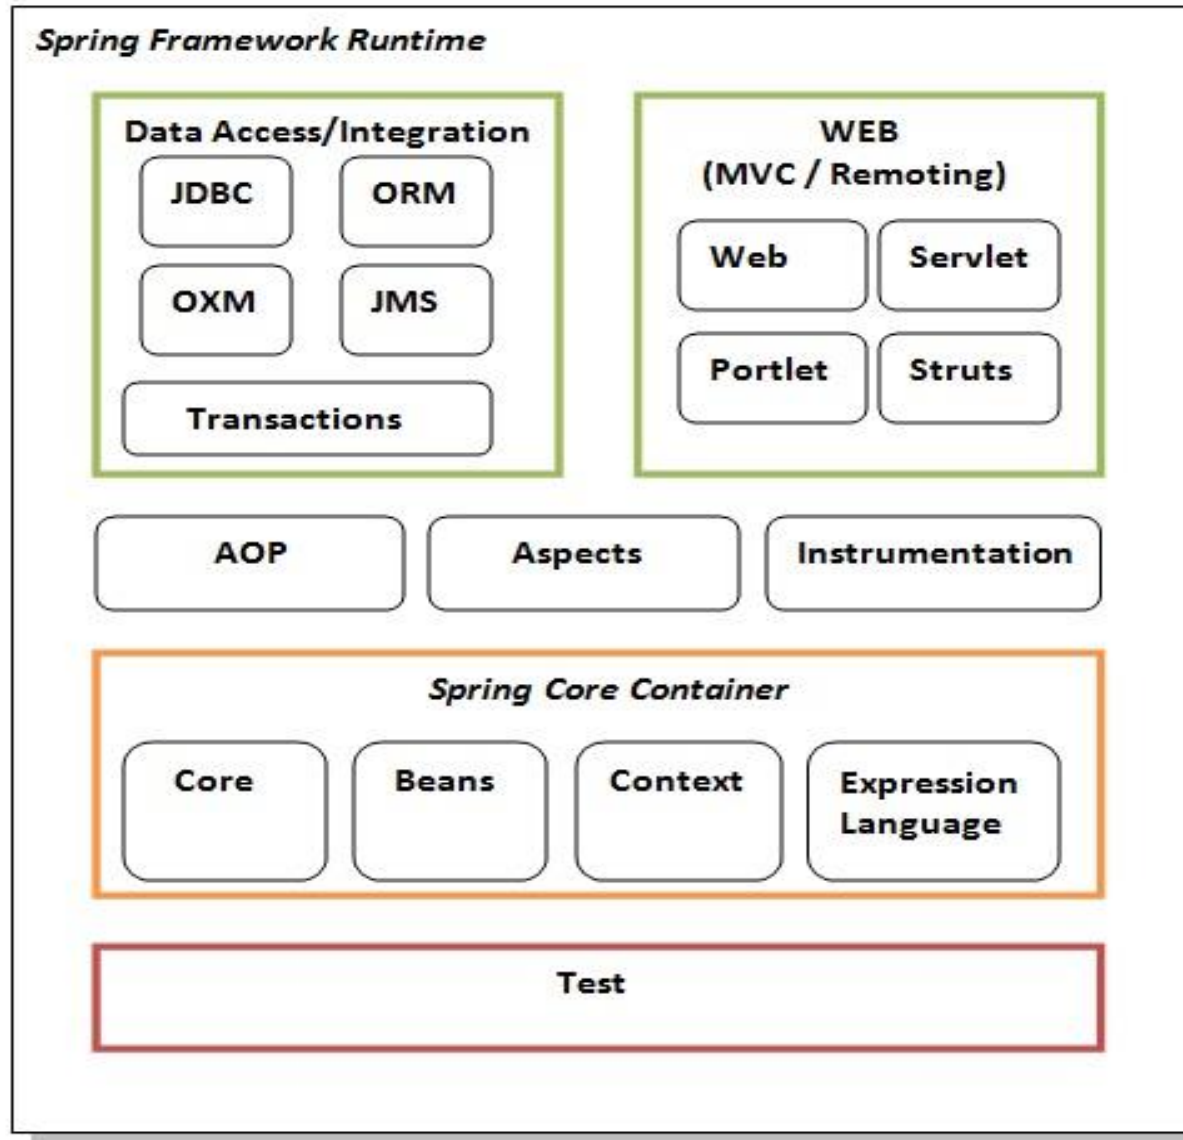 Spring Framework Runtime
Data Access/Integration
JDBC
ORM
OXM
JMS
Transactions
WEB
(MVC / Remoting)
Web
Servlet
Portlet
Struts
AOP
Aspects
Instrumentation
Spring Core Container
Core
Beans
Context
Expression
Language
Test